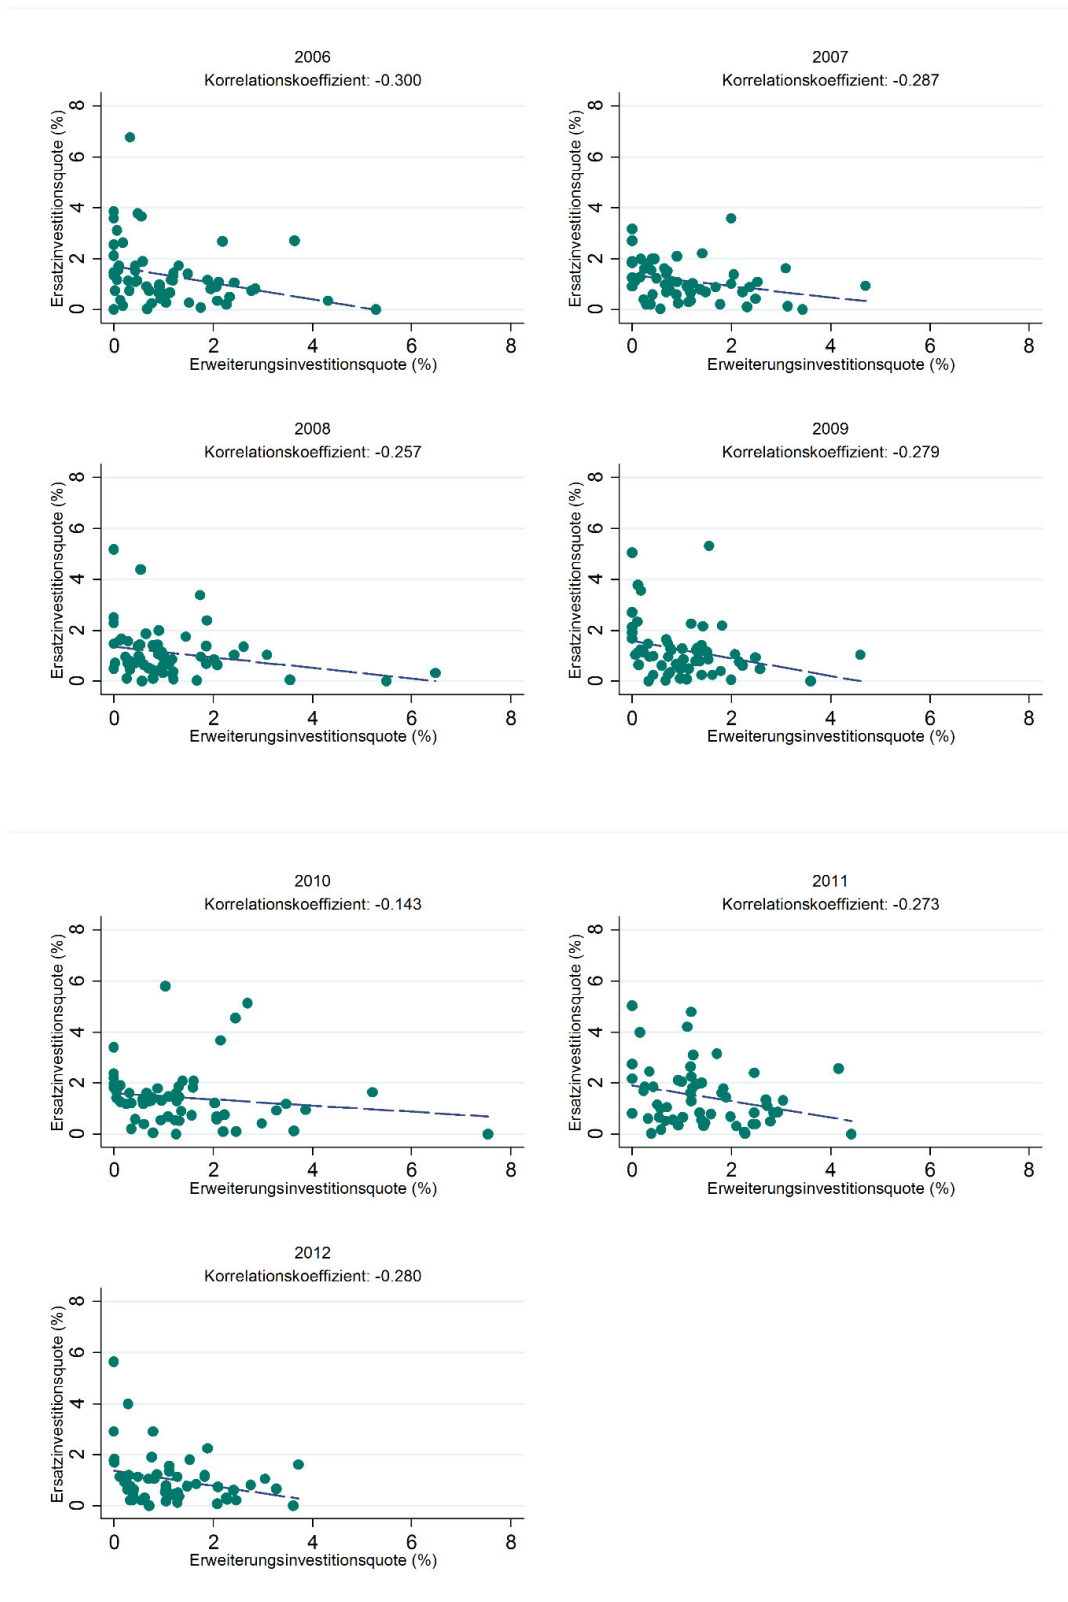 2006
Korrelationskoeffizient: -0.300
Ersatzinvestitionsquote (%)
8
6
4
2
0
0 2 4 6 8
Erweiterungsinvestitionsquote (%)
2007
Korrelationskoeffizient: -0.287
Ersatzinvestitionsquote (%)
8
6
4
2
0
0 2 4 6 8
Erweiterungsinvestitionsquote (%)
2008
Korrelationskoeffizient: -0.257
Ersatzinvestitionsquote (%)
8
6
4
2
0
0 2 4 6 8
Erweiterungsinvestitionsquote (%)
2009
Korrelationskoeffizient: -0.279
Ersatzinvestitionsquote (%)
8
6
4
2
0
0 2 4 6 8
Erweiterungsinvestitionsquote (%)
2010
Korrelationskoeffizient: -0.143
Ersatzinvestitionsquote (%)
8
6
4
2
0
0 2 4 6 8
Erweiterungsinvestitionsquote (%)
2011
Korrelationskoeffizient: -0.273
Ersatzinvestitionsquote (%)
8
6
4
2
0
0 2 4 6 8
Erweiterungsinvestitionsquote (%)
2012
Korrelationskoeffizient: -0.280
Ersatzinvestitionsquote (%)
8
6
4
2
0
0 2 4 6 8
Erweiterungsinvestitionsquote (%)